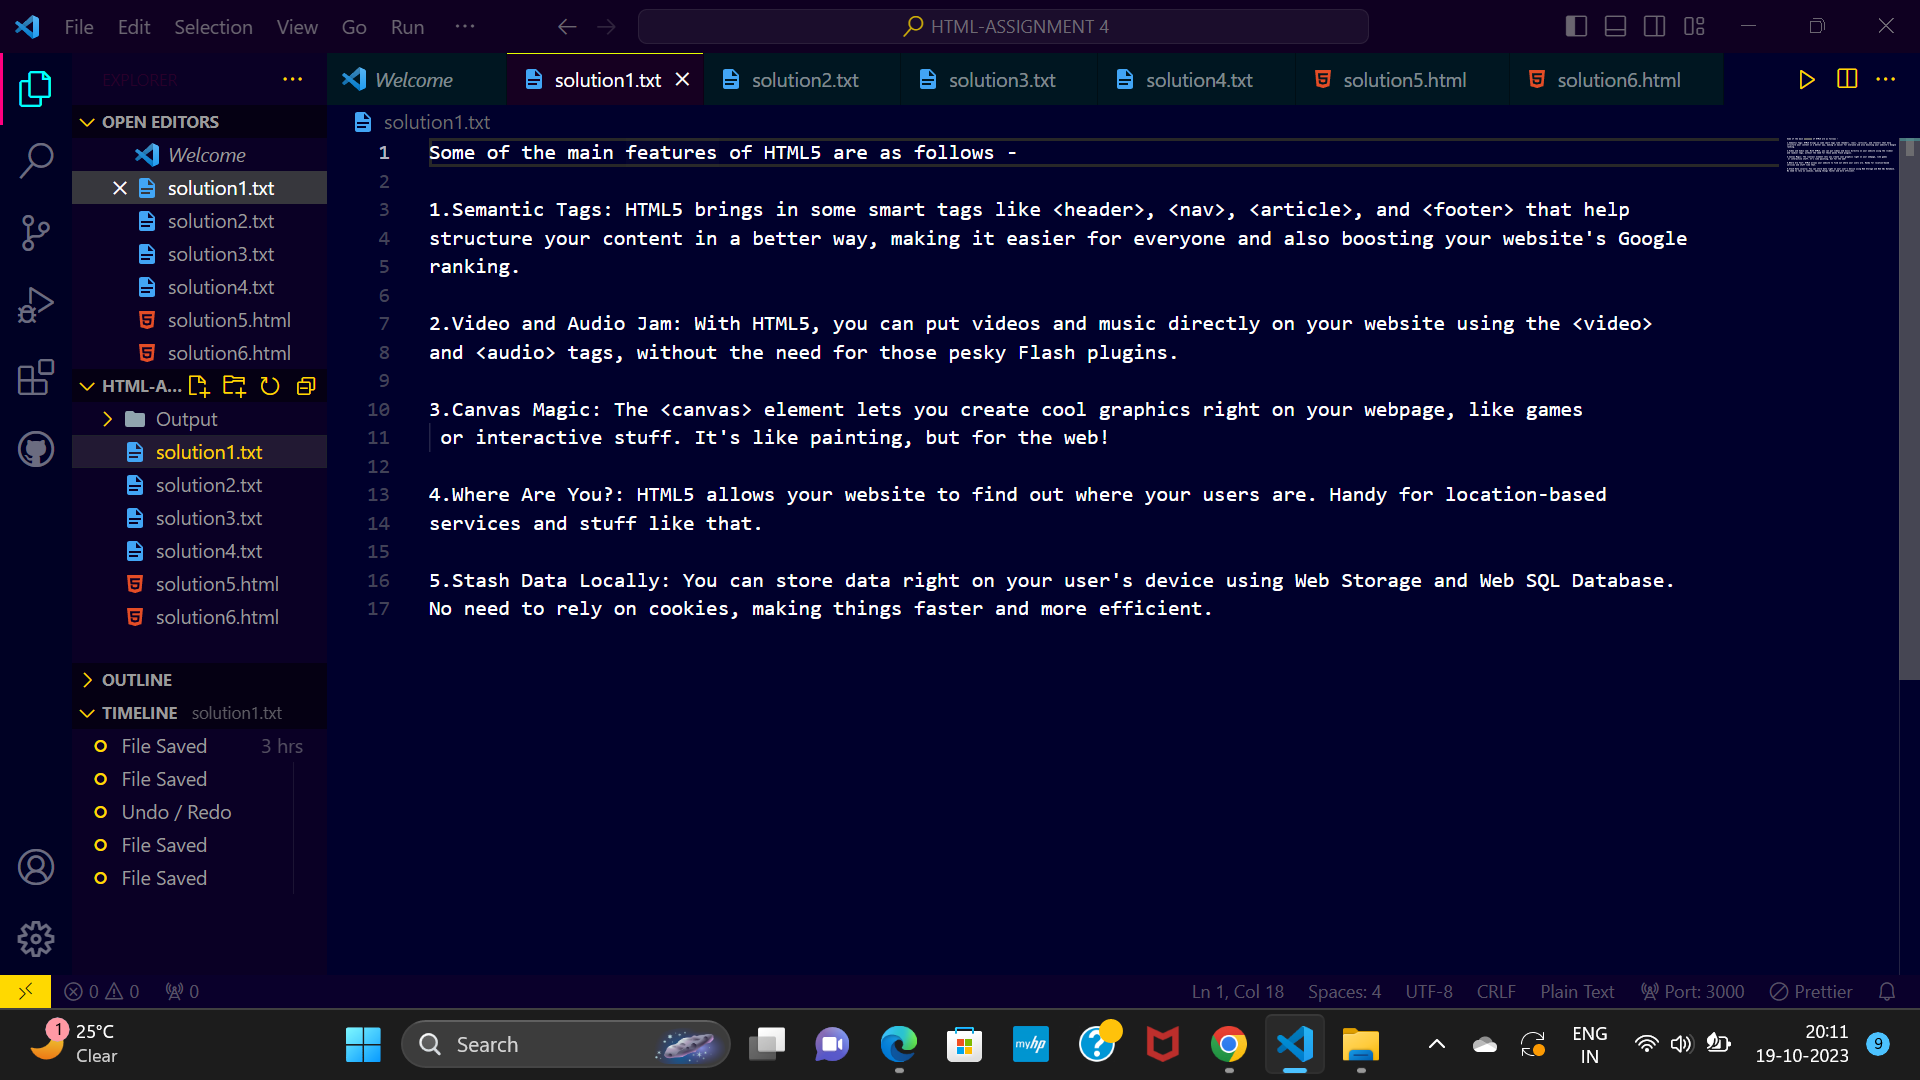 File Edit Selection View Go Run ···
HTML-ASSIGNMENT 4
EXPLORER
OPEN EDITORS
Welcome
solution1.txt
solution2.txt
solution3.txt
solution4.txt
solution5.html
solution6.html
HTML-A...
Output
solution1.txt
solution2.txt
solution3.txt
solution4.txt
solution5.html
solution6.html
OUTLINE
TIMELINE solution1.txt
File Saved 3 hrs
File Saved
Undo / Redo
File Saved
File Saved
Welcome solution1.txt solution2.txt solution3.txt solution4.txt solution5.html solution6.html
solution1.txt
1 Some of the main features of HTML5 are as follows -
2
3 1.Semantic Tags: HTML5 brings in some smart tags like <header>, <nav>, <article>, and <footer> that help
4 structure your content in a better way, making it easier for everyone and also boosting your website's Google
5 ranking.
6
7 2.Video and Audio Jam: With HTML5, you can put videos and music directly on your website using the <video>
8 and <audio> tags, without the need for those pesky Flash plugins.
9
10 3.Canvas Magic: The <canvas> element lets you create cool graphics right on your webpage, like games
11 or interactive stuff. It's like painting, but for the web!
12
13 4.Where Are You?: HTML5 allows your website to find out where your users are. Handy for location-based
14 services and stuff like that.
15
16 5.Stash Data Locally: You can store data right on your user's device using Web Storage and Web SQL Database.
17 No need to rely on cookies, making things faster and more efficient.
0 0 0
Ln 1, Col 18 Spaces: 4 UTF-8 CRLF Plain Text Port: 3000 Prettier
1 25°C
Clear
Search
myhp
ENG
IN
20:11
19-10-2023
9